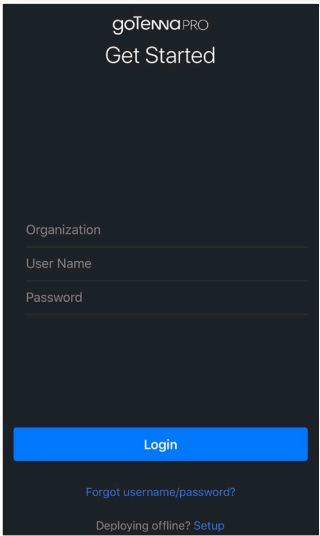 goTenna PRO
Get Started
Organization
User Name
Password
Login
Forgot username/password?
Deploying offline? Setup